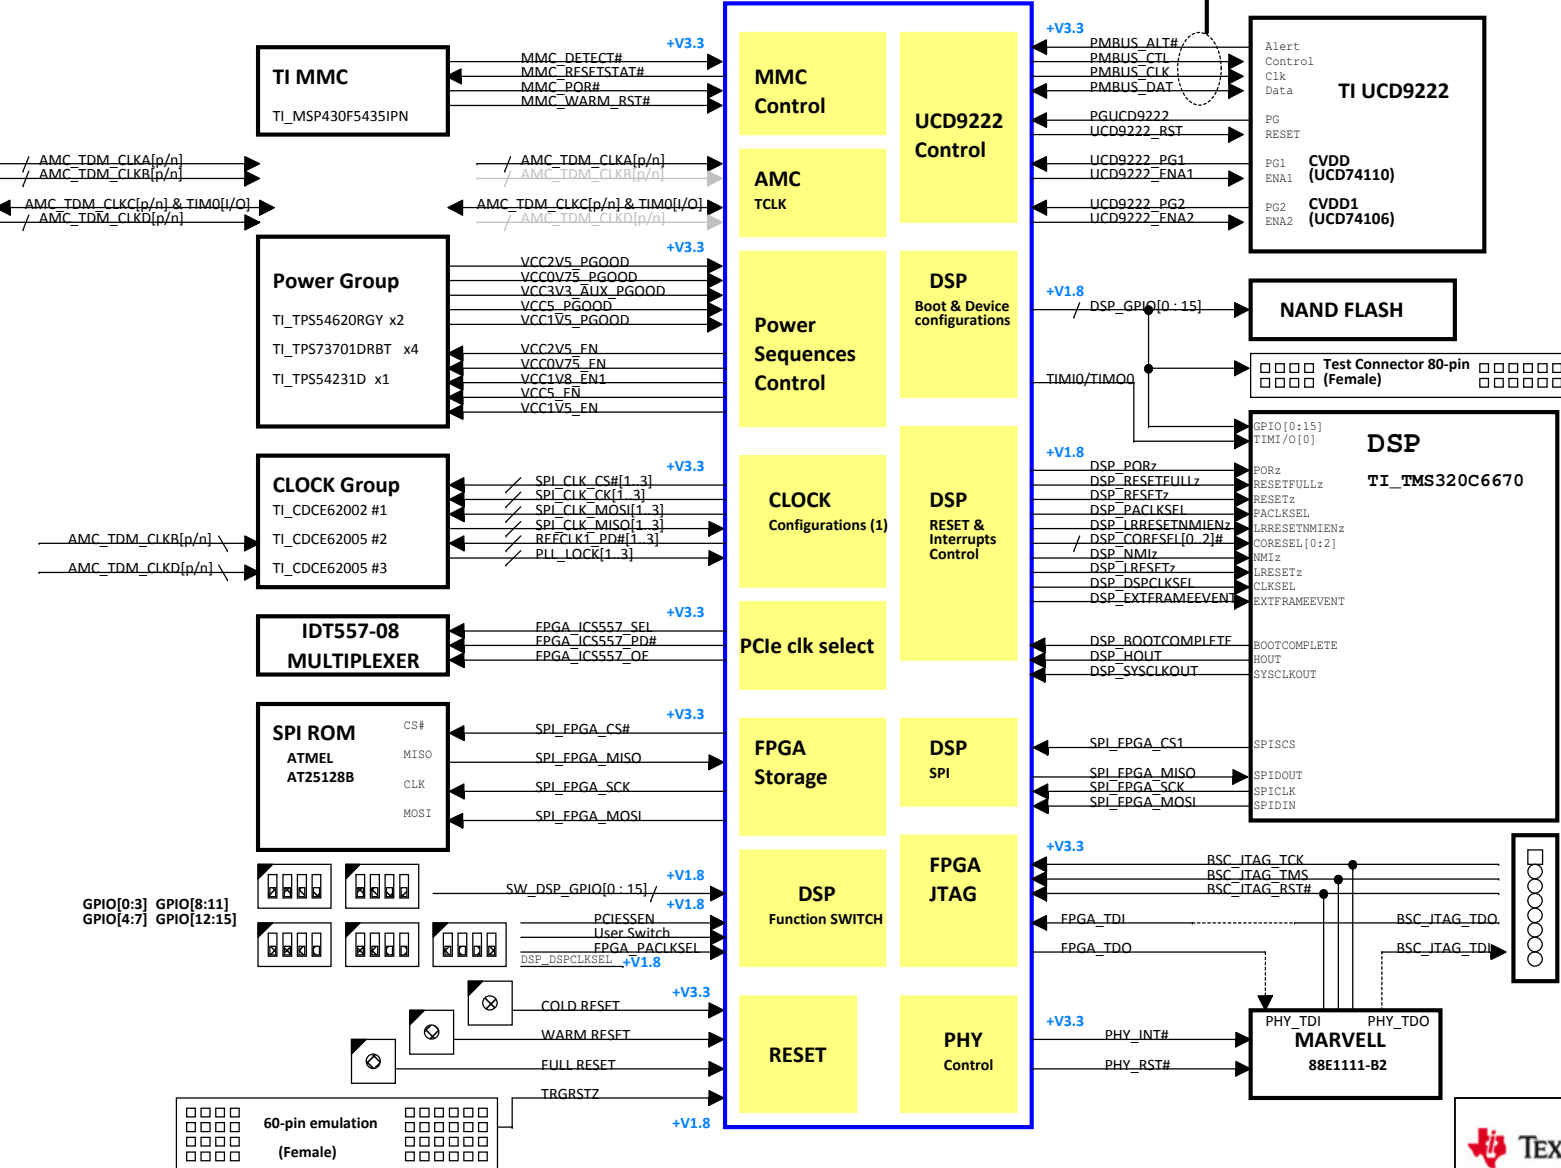 +V3.3
TI MMC
TI_MSP430F5435IPN
MMC_DETECT#
MMC_RESETSTAT#
MMC_POR#
MMC_WARM_RST#
MMC
Control
AMC_TDM_CLKA[p/n]
AMC_TDM_CLKB[p/n]
AMC_TDM_CLKC[p/n] & TIM0[I/O]
AMC_TDM_CLKD[p/n]
AMC_TDM_CLKA[p/n]
AMC_TDM_CLKB[p/n]
AMC_TDM_CLKC[p/n] & TIM0[I/O]
AMC_TDM_CLKD[p/n]
AMC
TCLK
+V3.3
Power Group
TI_TPS54620RGY x2
TI_TPS73701DRBT x4
TI_TPS54231D x1
VCC2V5_PGOOD
VCC0V75_PGOOD
VCC3V3_AUX_PGOOD
VCC5_PGOOD
VCC1V5_PGOOD
VCC2V5_EN
VCC0V75_EN
VCC1V8_EN1
VCC5_EN
VCC1V5_EN
Power
Sequences
Control
+V3.3
CLOCK Group
TI_CDCE62002 #1
TI_CDCE62005 #2
TI_CDCE62005 #3
AMC_TDM_CLKB[p/n]
AMC_TDM_CLKD[p/n]
SPI_CLK_CS#[1..3]
SPI_CLK_CK[1..3]
SPI_CLK_MOSI[1..3]
SPI_CLK_MISO[1..3]
REFCLK1_PD#[1..3]
PLL_LOCK[1..3]
CLOCK
Configurations (1)
+V3.3
IDT557-08
MULTIPLEXER
FPGA_ICS557_SEL
FPGA_ICS557_PD#
FPGA_ICS557_OE
PCIe clk select
+V3.3
SPI ROM
ATMEL
AT25128B
CS#
MISO
CLK
MOSI
SPI_FPGA_CS#
SPI_FPGA_MISO
SPI_FPGA_SCK
SPI_FPGA_MOSI
FPGA
Storage
GPIO[0:3] GPIO[8:11]
GPIO[4:7] GPIO[12:15]
+V1.8
SW_DSP_GPIO[0 : 15]
+V1.8
PCIESSEN
User Switch
FPGA_PACLKSEL
DSP_DSPCLKSEL
+V1.8
DSP
Function SWITCH
+V3.3
COLD RESET
WARM RESET
FULL RESET
TRGRSTZ
+V1.8
RESET
60-pin emulation
(Female)
UCD9222
Control
+V3.3
PMBUS_ALT#
PMBUS_CTL
PMBUS_CLK
PMBUS_DAT
PGUCD9222
UCD9222_RST
UCD9222_PG1
UCD9222_ENA1
UCD9222_PG2
UCD9222_ENA2
Alert
Control
Clk
Data
PG
RESET
PG1
ENA1
PG2
ENA2
TI UCD9222
CVDD
(UCD74110)
CVDD1
(UCD74106)
DSP
Boot & Device
configurations
+V1.8
DSP_GPIO[0 : 15]
TIMI0/TIMO0
NAND FLASH
Test Connector 80-pin
(Female)
DSP
RESET &
Interrupts
Control
+V1.8
DSP_PORz
DSP_RESETFULLz
DSP_RESETz
DSP_PACLKSEL
DSP_LRRESETNMIENz
DSP_CORESEL[0..2]#
DSP_NMIz
DSP_LRESETz
DSP_DSPCLKSEL
DSP_EXTFRAMEEVENT
DSP_BOOTCOMPLETE
DSP_HOUT
DSP_SYSCLKOUT
GPIO[0:15]
TIMI/O[0]
PORz
RESETFULLz
RESETz
PACLKSEL
LRRESETNMIENz
CORESEL[0:2]
NMIz
LRESETz
CLKSEL
EXTFRAMEEVENT
BOOTCOMPLETE
HOUT
SYSCLKOUT
DSP
TI_TMS320C6670
DSP
SPI
SPI_FPGA_CS1
SPI_FPGA_MISO
SPI_FPGA_SCK
SPI_FPGA_MOSI
SPISCS
SPIDOUT
SPICLK
SPIDIN
FPGA
JTAG
+V3.3
BSC_JTAG_TCK
BSC_JTAG_TMS
BSC_JTAG_RST#
FPGA_TDI
FPGA_TDO
BSC_JTAG_TDO
BSC_JTAG_TDI
PHY
Control
+V3.3
PHY_INT#
PHY_RST#
PHY_TDI
PHY_TDO
MARVELL
88E1111-B2
TEX